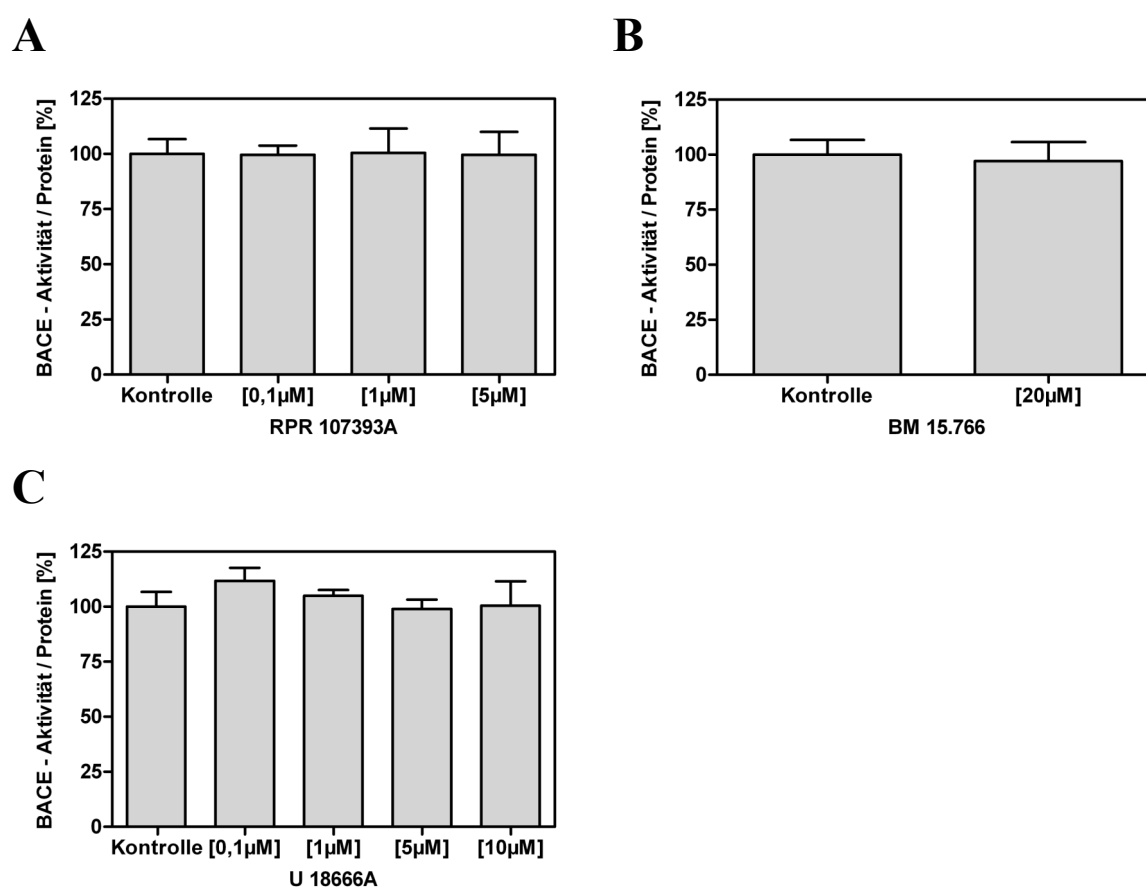 A
BACE - Aktivität / Protein [%]
125
100
75
50
25
0
Kontrolle [0,1µM] [1µM] [5µM]
RPR 107393A
B
BACE - Aktivität / Protein [%]
125
100
75
50
25
0
Kontrolle [20µM]
BM 15.766
C
BACE - Aktivität / Protein [%]
125
100
75
50
25
0
Kontrolle [0,1µM] [1µM] [5µM] [10µM]
U 18666A